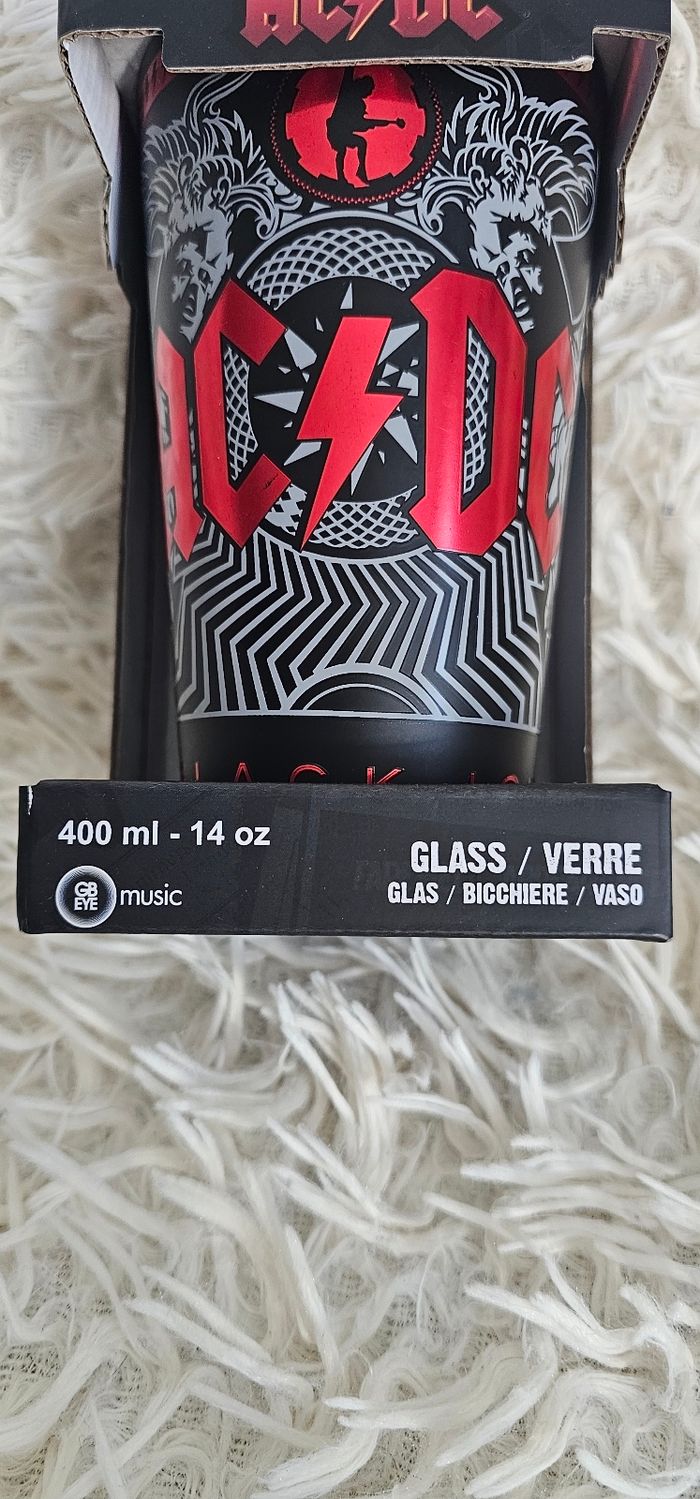 AC/DC
AC/DC
400 ml - 14 oz
GB
EYE
music
GLASS / VERRE
GLAS / BICCHIERE / VASO